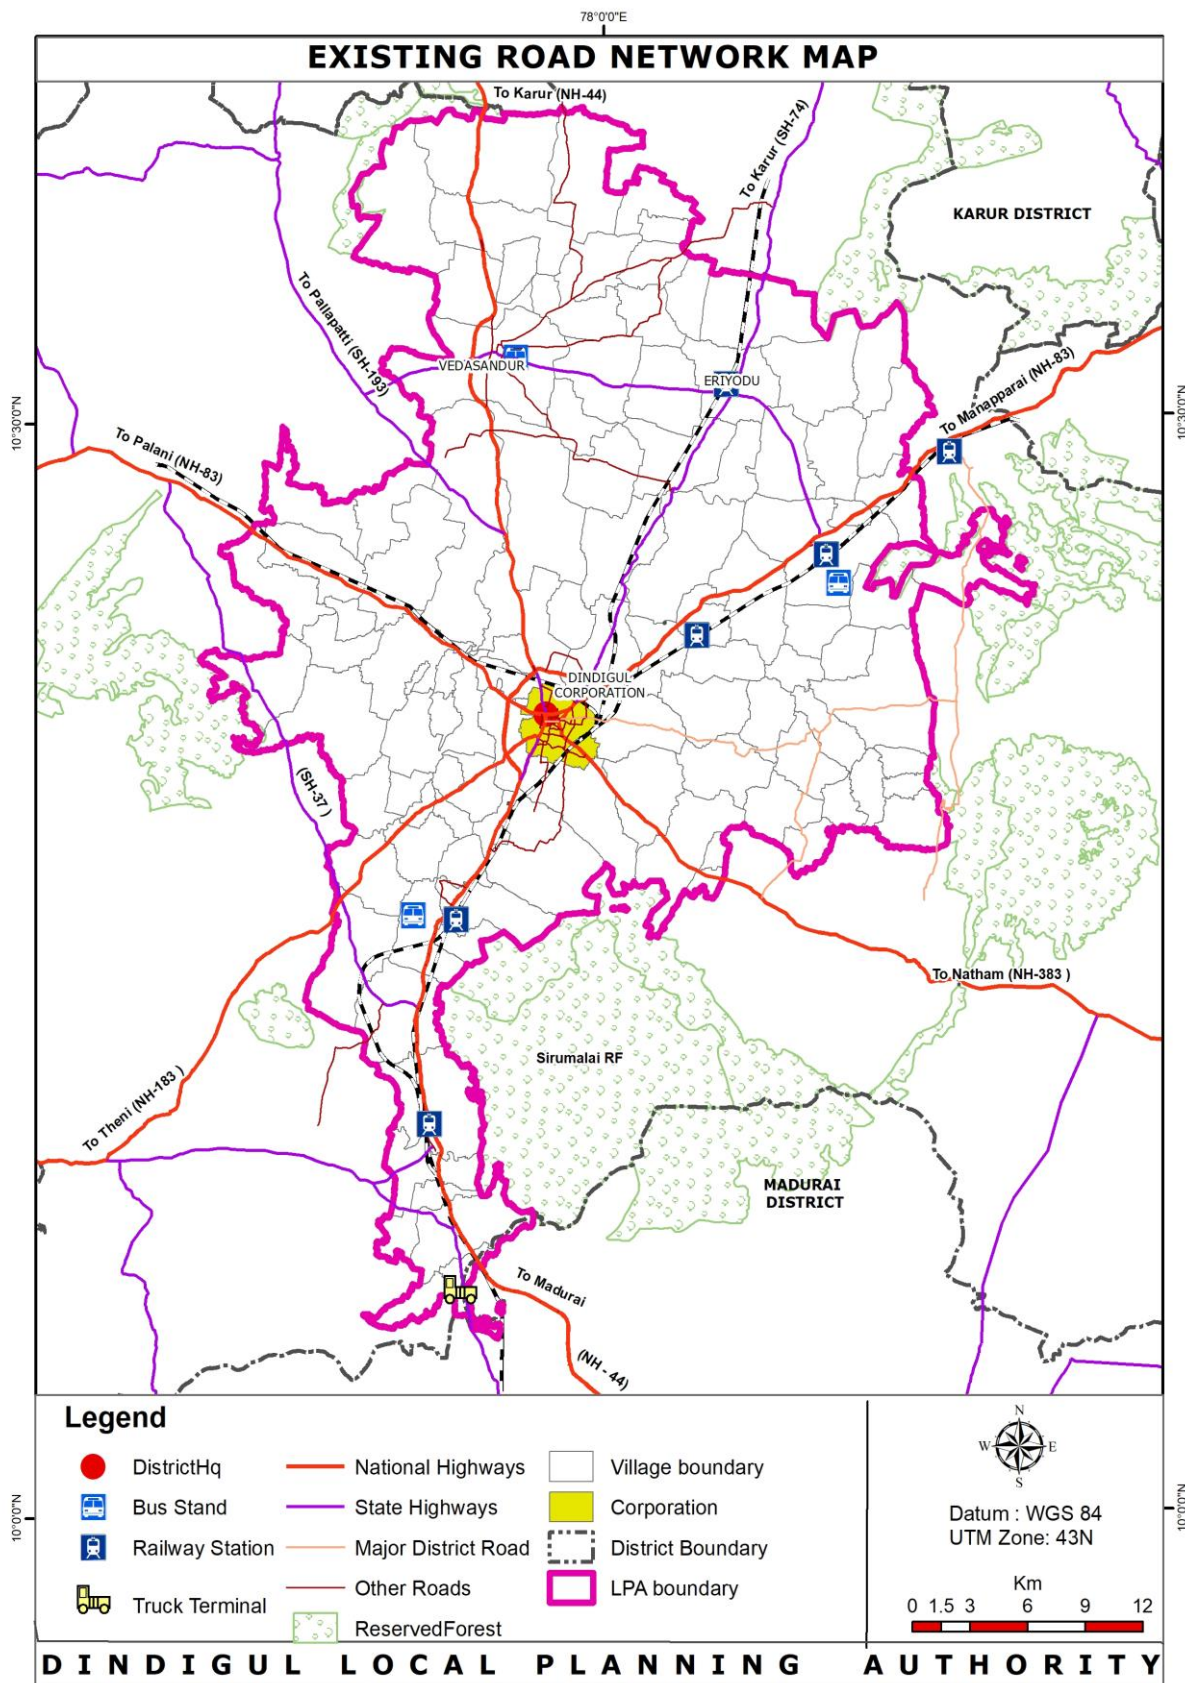 78°0'0"E
EXISTING ROAD NETWORK MAP
To Karur (NH-44)
To Karur (SH-74)
KARUR DISTRICT
To Pallapatti (SH-193)
VEDASANDUR
ERIYODU
To Manapparai (NH-83)
10°30'0"N
10°30'0"N
To Palani (NH-83)
DINDIGUL
CORPORATION
(SH-37 )
To Natham (NH-383 )
Sirumalai RF
To Theni (NH-183 )
MADURAI
DISTRICT
To Madurai
(NH - 44)
Legend
DistrictHq
Bus Stand
Railway Station
Truck Terminal
National Highways
State Highways
Major District Road
Other Roads
ReservedForest
Village boundary
Corporation
District Boundary
LPA boundary
N
W E
S
Datum : WGS 84
UTM Zone: 43N
Km
0 1.5 3 6 9 12
10°0'0"N
10°0'0"N
DINDIGUL LOCAL PLANNING AUTHORITY